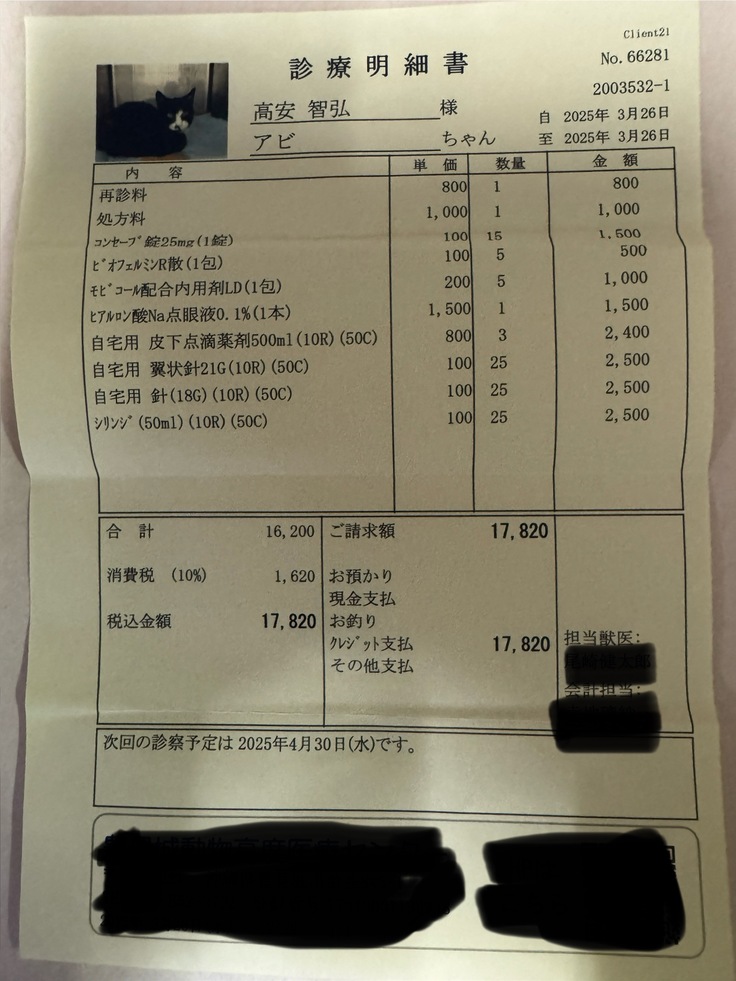 Client21
診療明細書
No.66281
2003532-1
高安 智弘 様
自 2025年 3月26日
アビ ちゃん
至 2025年 3月26日
内 容 単 価 数量 金 額
再診料 800 1 800
処方料 1,000 1 1,000
ｺﾝｾｰﾌﾞ錠25mg(1錠) 100 15 1,500
ﾋﾞｵﾌｪﾙﾐﾝR散(1包) 100 5 500
ﾓﾋﾞｺｰﾙ配合内用剤LD(1包) 200 5 1,000
ﾋｱﾙﾛﾝ酸Na点眼液0.1%(1本) 1,500 1 1,500
自宅用 皮下点滴薬剤500ml(10R)(50C) 800 3 2,400
自宅用 翼状針21G(10R)(50C) 100 25 2,500
自宅用 針(18G)(10R)(50C) 100 25 2,500
ｼﾘﾝｼﾞ(50ml)(10R)(50C) 100 25 2,500
合 計 16,200 ご請求額 17,820
消費税 (10%) 1,620 お預かり
現金支払
税込金額 17,820 お釣り
ｸﾚｼﾞｯﾄ支払 17,820 担当獣医:
その他支払
会計担当:
次回の診察予定は 2025年4月30日(水)です。